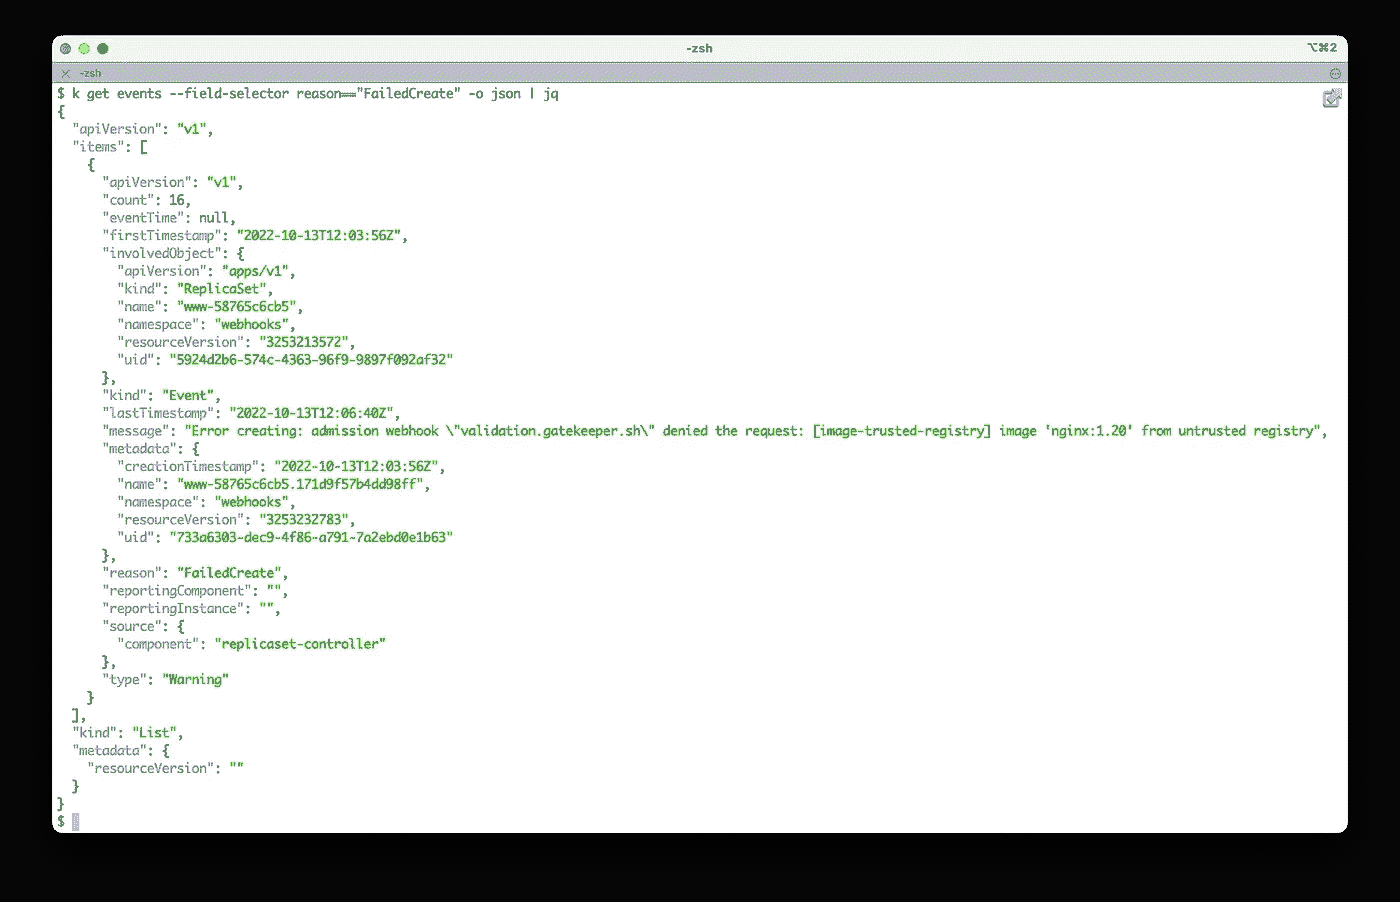 -zsh
⌥⌘2
-zsh
$ k get events --field-selector reason=="FailedCreate" -o json | jq
{
  "apiVersion": "v1",
  "items": [
    {
      "apiVersion": "v1",
      "count": 16,
      "eventTime": null,
      "firstTimestamp": "2022-10-13T12:03:56Z",
      "involvedObject": {
        "apiVersion": "apps/v1",
        "kind": "ReplicaSet",
        "name": "www-58765c6cb5",
        "namespace": "webhooks",
        "resourceVersion": "3253213572",
        "uid": "5924d2b6-574c-4363-96f9-9897f092af32"
      },
      "kind": "Event",
      "lastTimestamp": "2022-10-13T12:06:40Z",
      "message": "Error creating: admission webhook \"validation.gatekeeper.sh\" denied the request: [image-trusted-registry] image 'nginx:1.20' from untrusted registry",
      "metadata": {
        "creationTimestamp": "2022-10-13T12:03:56Z",
        "name": "www-58765c6cb5.171d9f57b4dd98ff",
        "namespace": "webhooks",
        "resourceVersion": "3253232783",
        "uid": "733a6303-dec9-4f86-a791-7a2ebd0e1b63"
      },
      "reason": "FailedCreate",
      "reportingComponent": "",
      "reportingInstance": "",
      "source": {
        "component": "replicaset-controller"
      },
      "type": "Warning"
    }
  ],
  "kind": "List",
  "metadata": {
    "resourceVersion": ""
  }
}
$